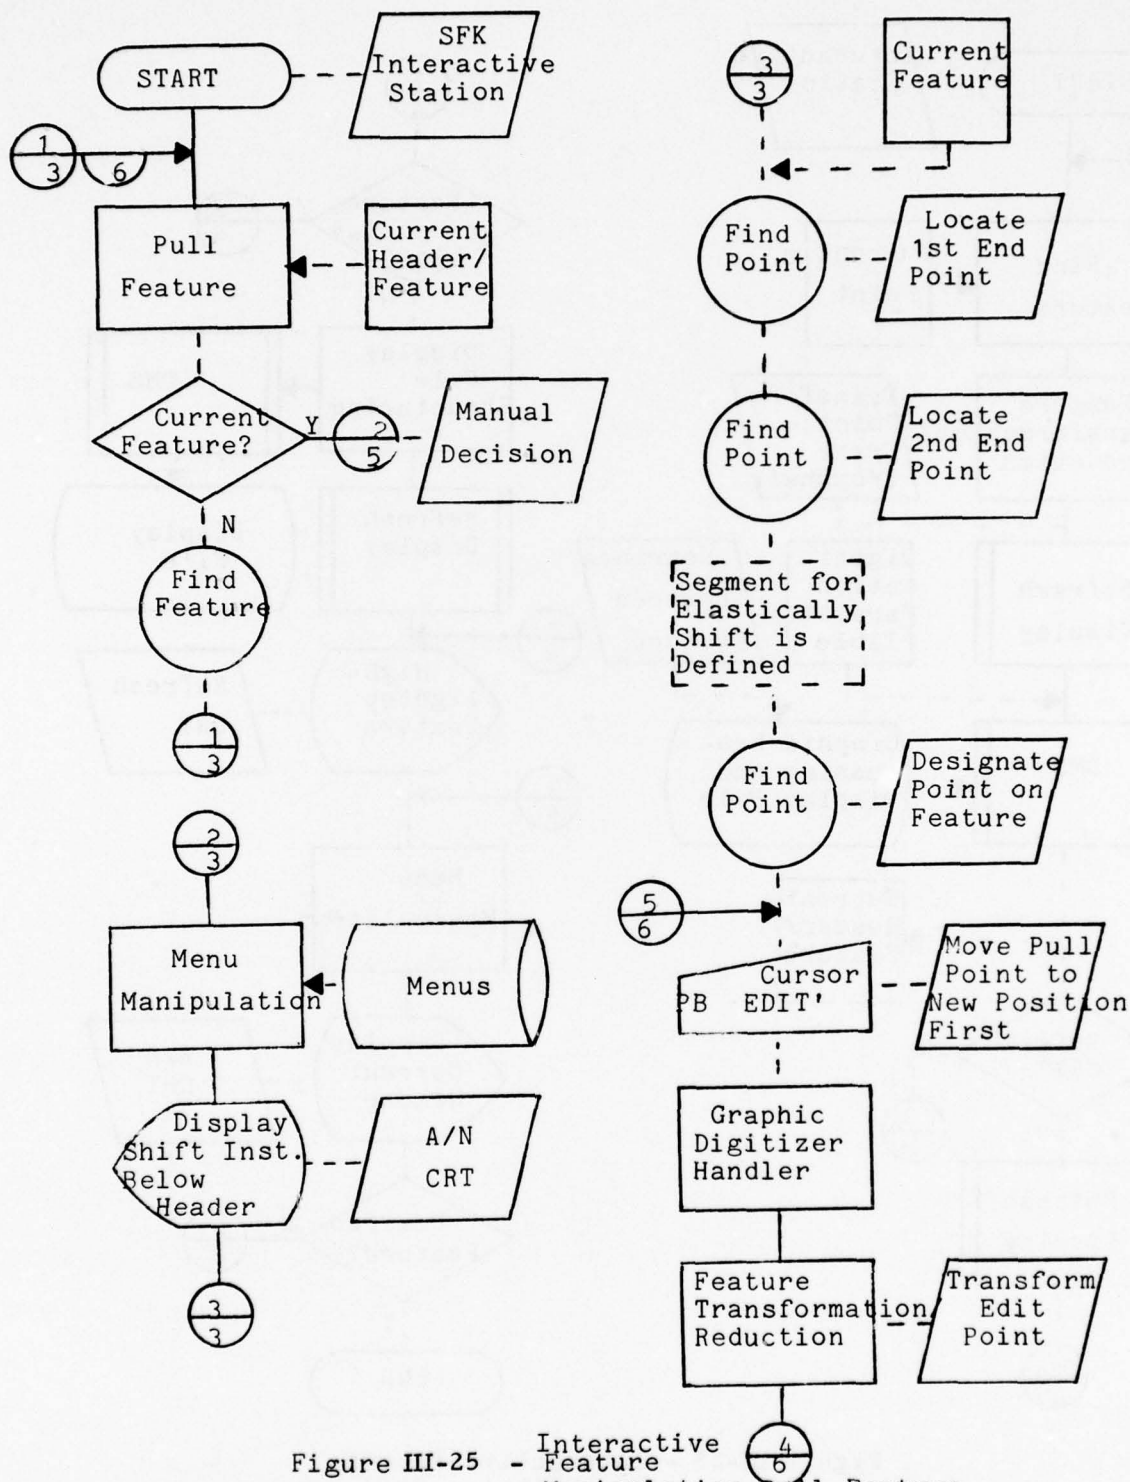 START
SFK
Interactive
Station
1
3
6
Pull
Feature
Current
Header/
Feature
Current
Feature?
Y
2
5
Manual
Decision
N
Find
Feature
1
3
2
3
Menu
Manipulation
Menus
Display
Shift Inst.
Below
Header
A/N
CRT
3
3
3
3
Current
Feature
Find
Point
Locate
1st End
Point
Find
Point
Locate
2nd End
Point
Segment for
Elastically
Shift is
Defined
Find
Point
Designate
Point on
Feature
5
6
Cursor
PB EDIT'
Move Pull
Point to
New Position
First
Graphic
Digitizer
Handler
Feature
Transformation/
Reduction
Transform
Edit
Point
4
6
Figure III-25 - Interactive
Feature